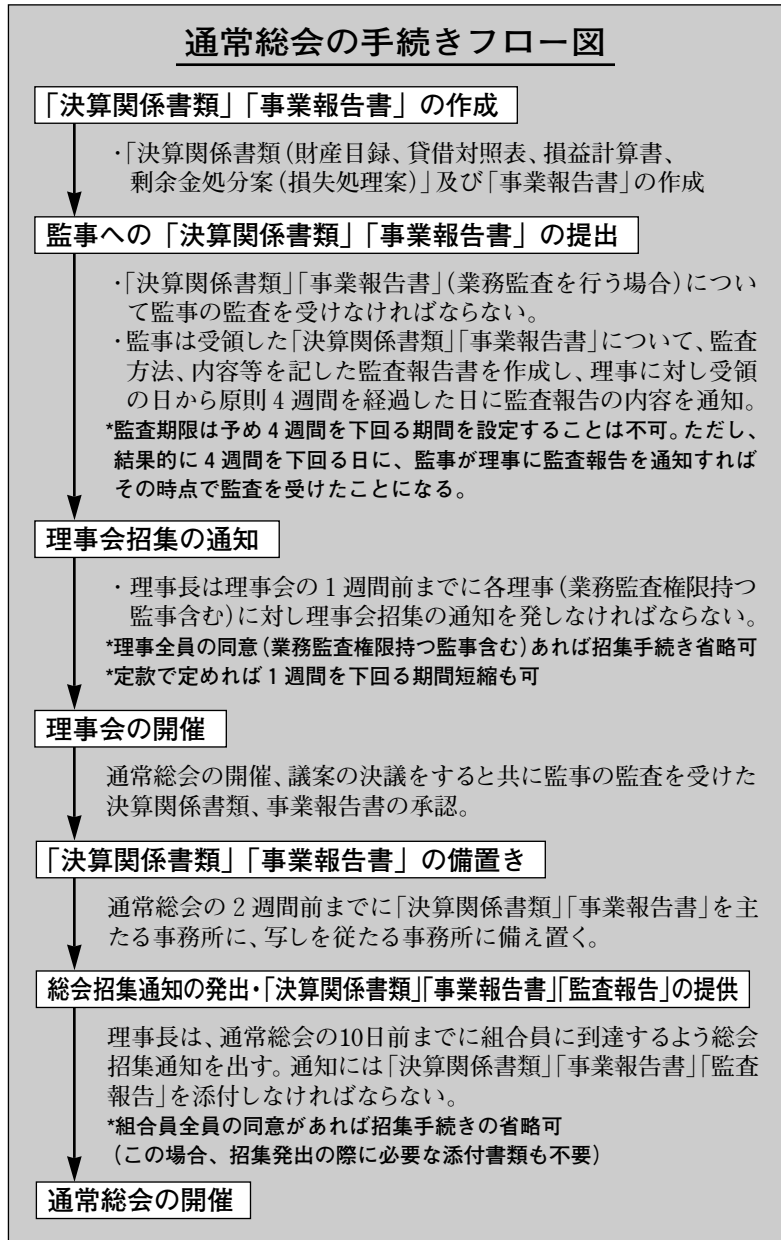 通常総会の手続きフロー図
「決算関係書類」「事業報告書」の作成
・「決算関係書類（財産目録、貸借対照表、損益計算書、
剰余金処分案（損失処理案）」及び「事業報告書」の作成
監事への「決算関係書類」「事業報告書」の提出
・「決算関係書類」「事業報告書」（業務監査を行う場合）につい
て監事の監査を受けなければならない。
・監事は受領した「決算関係書類」「事業報告書」について、監査
方法、内容等を記した監査報告書を作成し、理事に対し受領
の日から原則4週間を経過した日に監査報告の内容を通知。
*監査期限は予め4週間を下回る期間を設定することは不可。ただし、
結果的に4週間を下回る日に、監事が理事に監査報告を通知すれば
その時点で監査を受けたことになる。
理事会招集の通知
・理事長は理事会の1週間前までに各理事（業務監査権限持つ
監事含む）に対し理事会招集の通知を発しなければならない。
*理事全員の同意（業務監査権限持つ監事含む）あれば招集手続き省略可
*定款で定めれば1週間を下回る期間短縮も可
理事会の開催
通常総会の開催、議案の決議をすると共に監事の監査を受けた
決算関係書類、事業報告書の承認。
「決算関係書類」「事業報告書」の備置き
通常総会の2週間前までに「決算関係書類」「事業報告書」を主
たる事務所に、写しを従たる事務所に備え置く。
総会招集通知の発出・「決算関係書類」「事業報告書」「監査報告」の提供
理事長は、通常総会の10日前までに組合員に到達するよう総会
招集通知を出す。通知には「決算関係書類」「事業報告書」「監査
報告」を添付しなければならない。
*組合員全員の同意があれば招集手続きの省略可
（この場合、招集発出の際に必要な添付書類も不要）
通常総会の開催